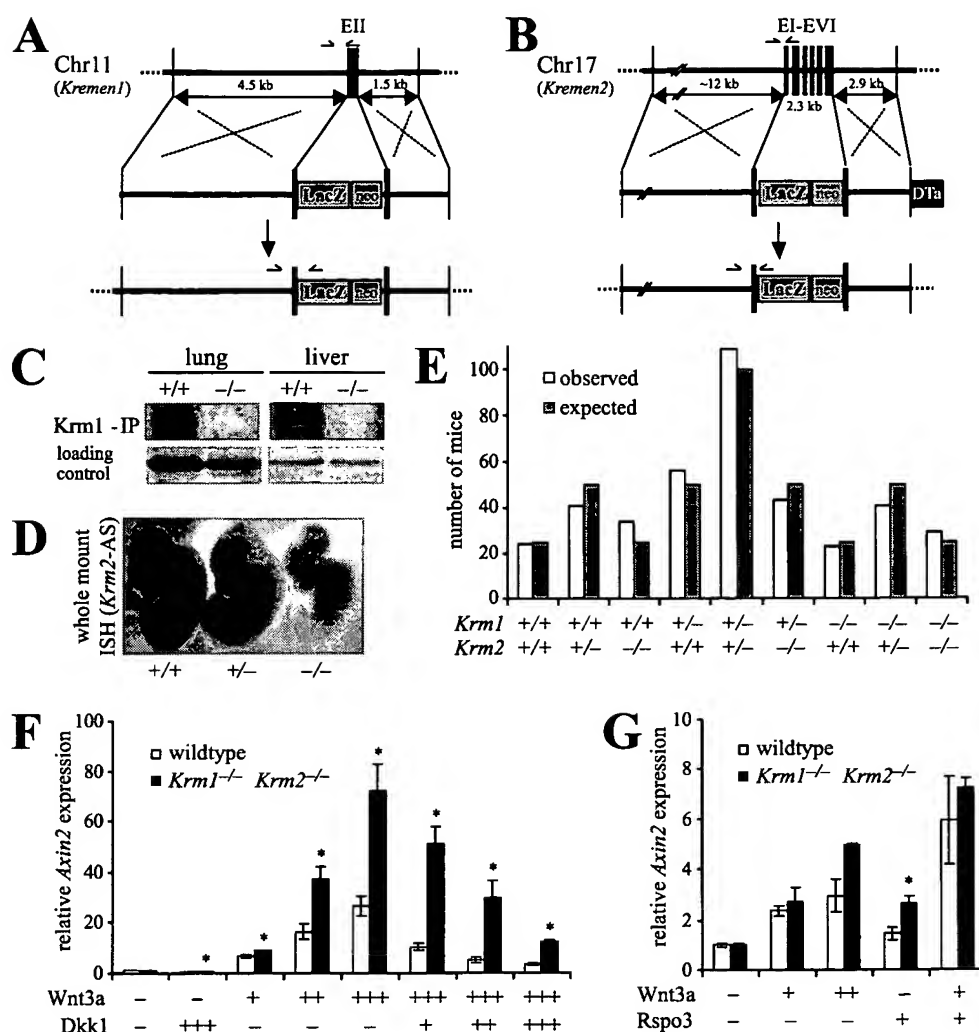 A
EII
Chr11
(Kremen1)
4.5 kb
1.5 kb
LacZ neo
LacZ neo
B
EI-EVI
Chr17
(Kremen2)
~12 kb
2.3 kb
2.9 kb
LacZ neo
DTa
LacZ neo
C
lung liver
+/+ –/– +/+ –/–
Krm1 - IP
loading
control
D
whole mount
ISH (Krm2-AS)
+/+ +/– –/–
E
number of mice
100
80
60
40
20
0
observed
expected
Krm1 +/+ +/+ +/+ +/– +/– +/– –/– –/– –/–
Krm2 +/+ +/– –/– +/+ +/– –/– +/+ +/– –/–
F
relative Axin2 expression
100
80
60
40
20
0
wildtype
Krm1–/– Krm2–/–
* * * * * * *
Wnt3a – – + ++ +++ +++ +++ +++
Dkk1 – +++ – – – + ++ +++
G
relative Axin2 expression
10
8
6
4
2
0
wildtype
Krm1–/– Krm2–/–
*
Wnt3a – + ++ – +
Rspo3 – – – + +